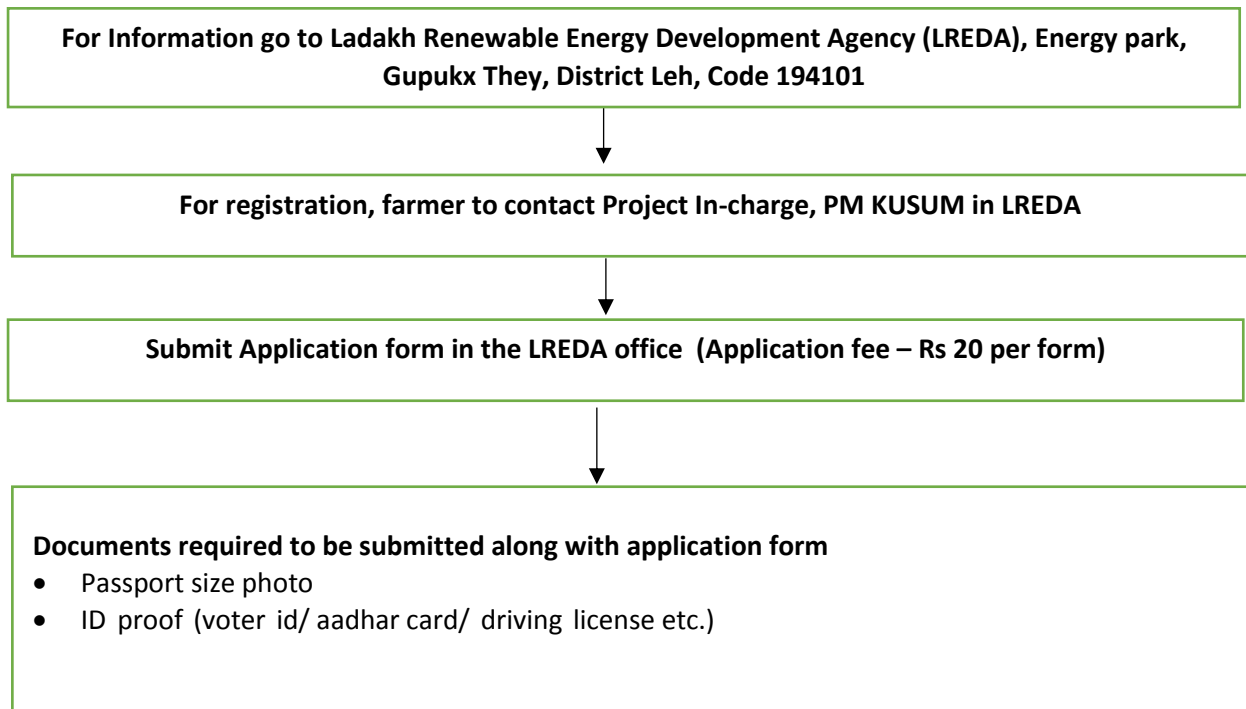 For Information go to Ladakh Renewable Energy Development Agency (LREDA), Energy park,
Gupukx They, District Leh, Code 194101
For registration, farmer to contact Project In-charge, PM KUSUM in LREDA
Submit Application form in the LREDA office (Application fee – Rs 20 per form)
Documents required to be submitted along with application form
• Passport size photo
• ID proof (voter id/ aadhar card/ driving license etc.)